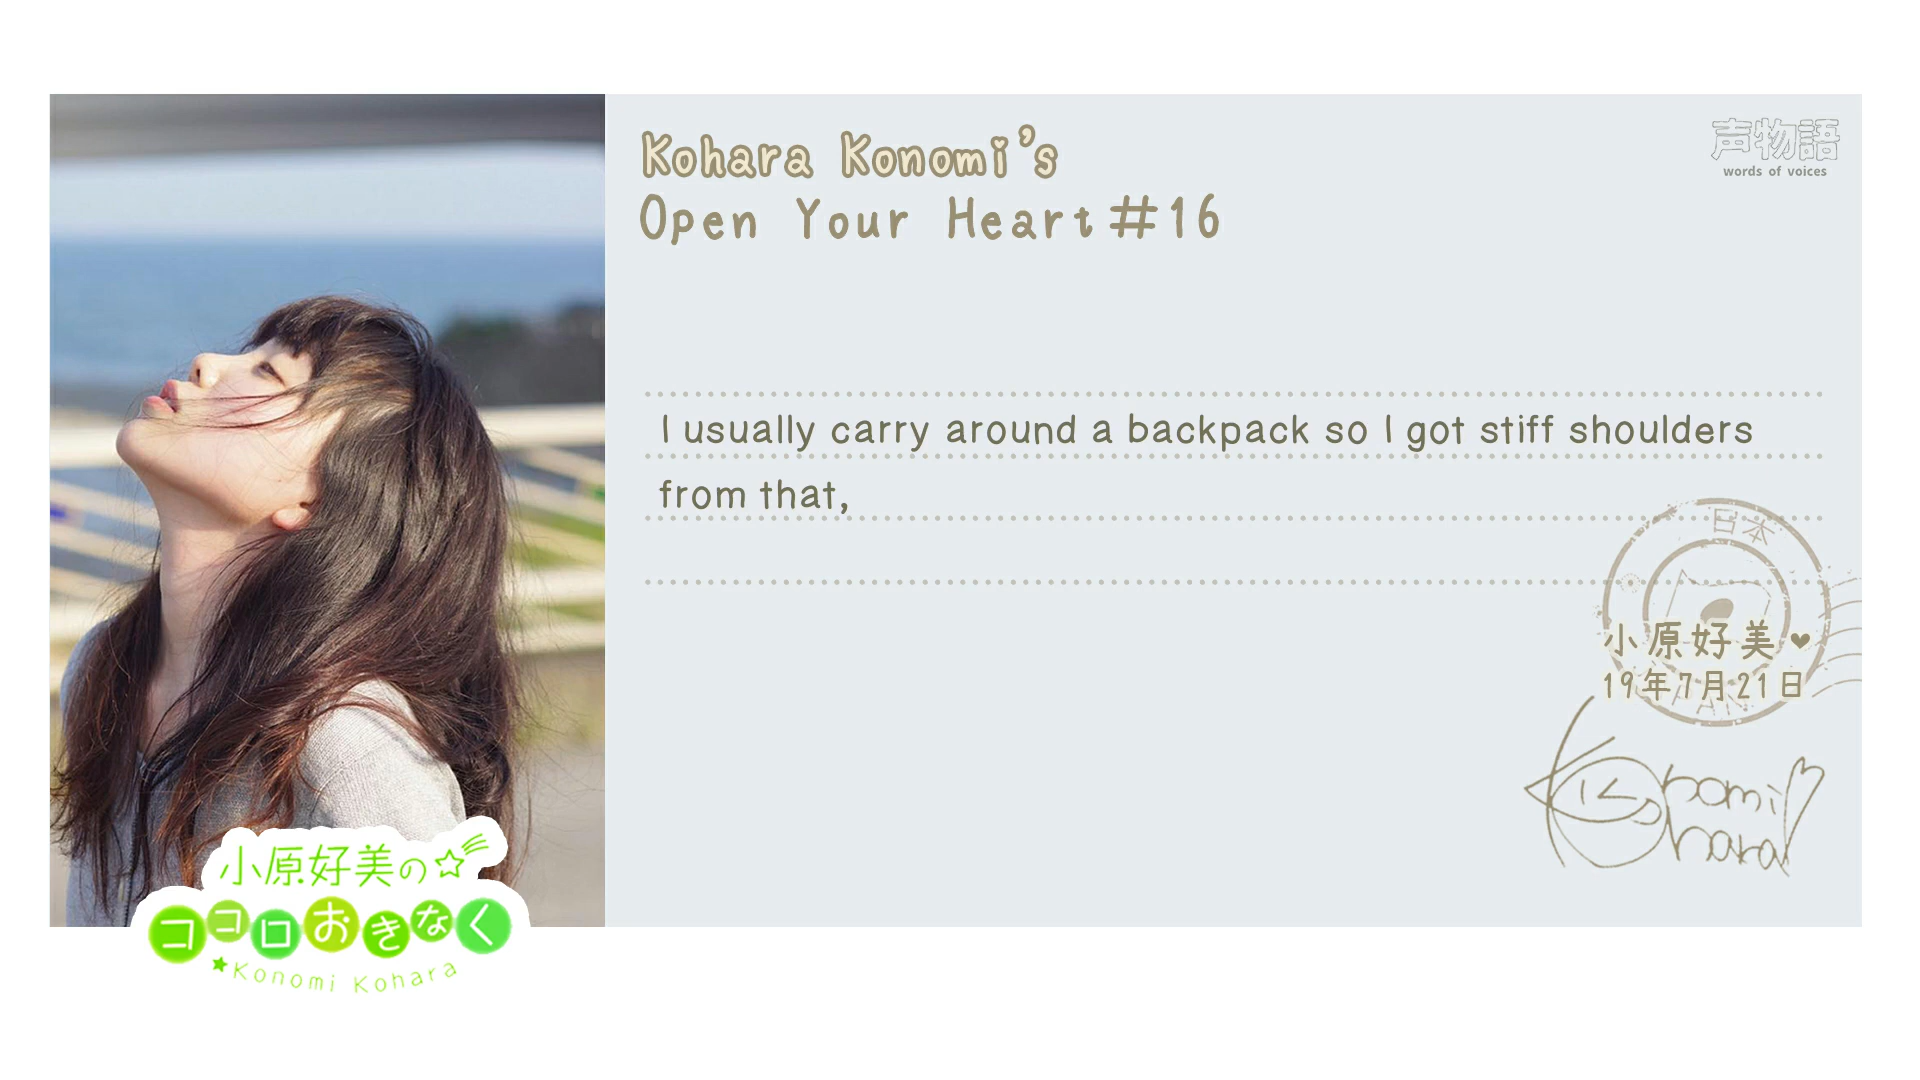 Kohara Konomi's
Open Your Heart #16
声物語
words of voices
I usually carry around a backpack so I got stiff shoulders
from that,
日本
小原好美❤
19年7月21日
JAPAN
Konomi
Kohara
小原好美の☆
ココロおきなく
★Konomi Kohara